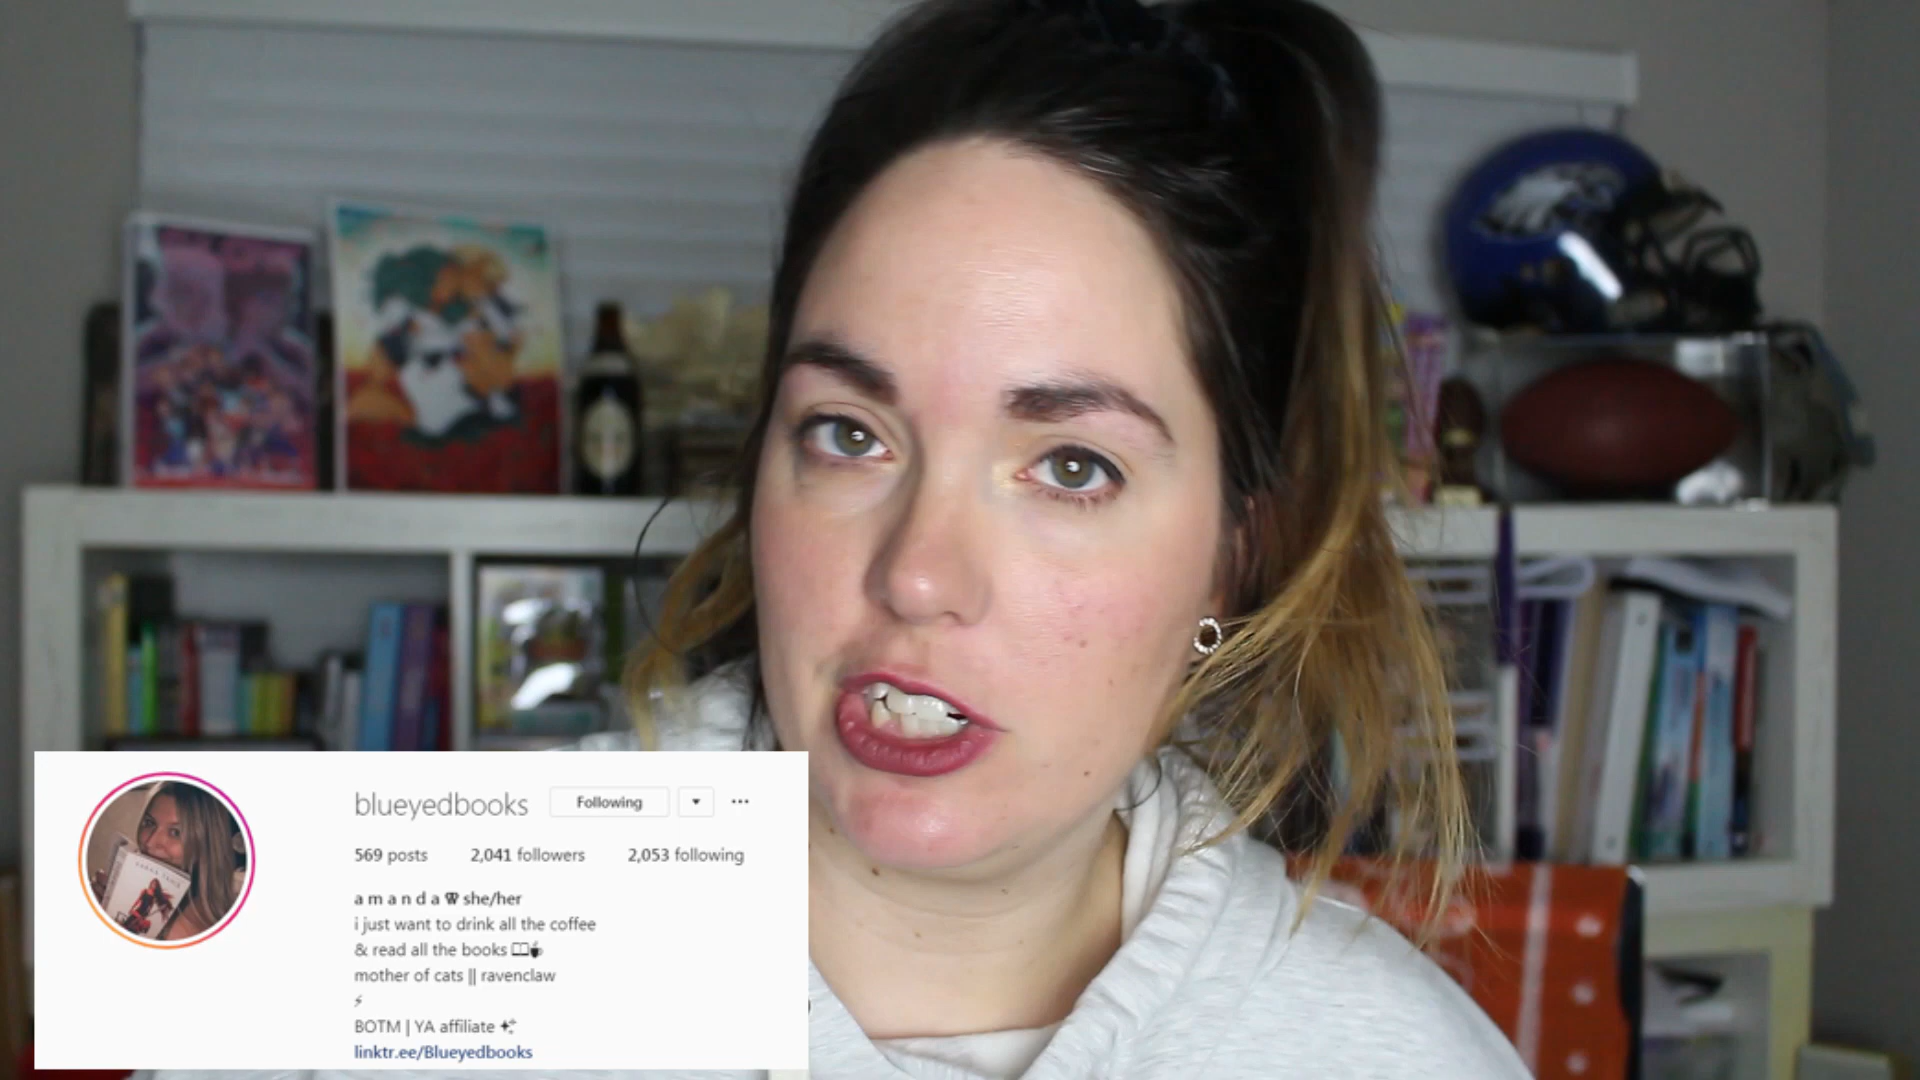 blueyedbooks Following
569 posts 2,041 followers 2,053 following
a m a n d a she/her
i just want to drink all the coffee
& read all the books
mother of cats || ravenclaw
BOTM | YA affiliate
linktr.ee/Blueyedbooks